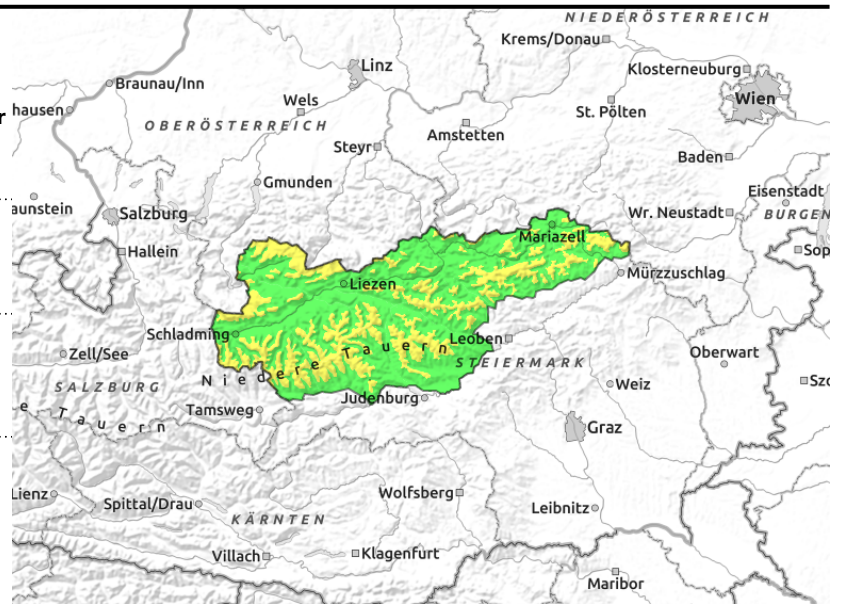 NIEDERÖSTERREICH
Krems/Donau
Linz
Klosterneuburg
Braunau/Inn
Wien
Wels
hausen
St. Pölten
r
OBERÖSTERREICH
Amstetten
Steyr
Baden
Gmunden
Eisenstadt
aunstein
Salzburg
Wr. Neustadt
BURGEN
Mariazell
Hallein
Sop
Mürzzuschlag
Liezen
Schladming
Leoben
Zell/See
Oberwart
Niedere Tauern
STEIERMARK
SALZBURG
Weiz
Szo
Judenburg
Tamsweg
e Tauern
Graz
Lienz
Wolfsberg
Spittal/Drau
Leibnitz
KÄRNTEN
Villach
Klagenfurt
Maribor